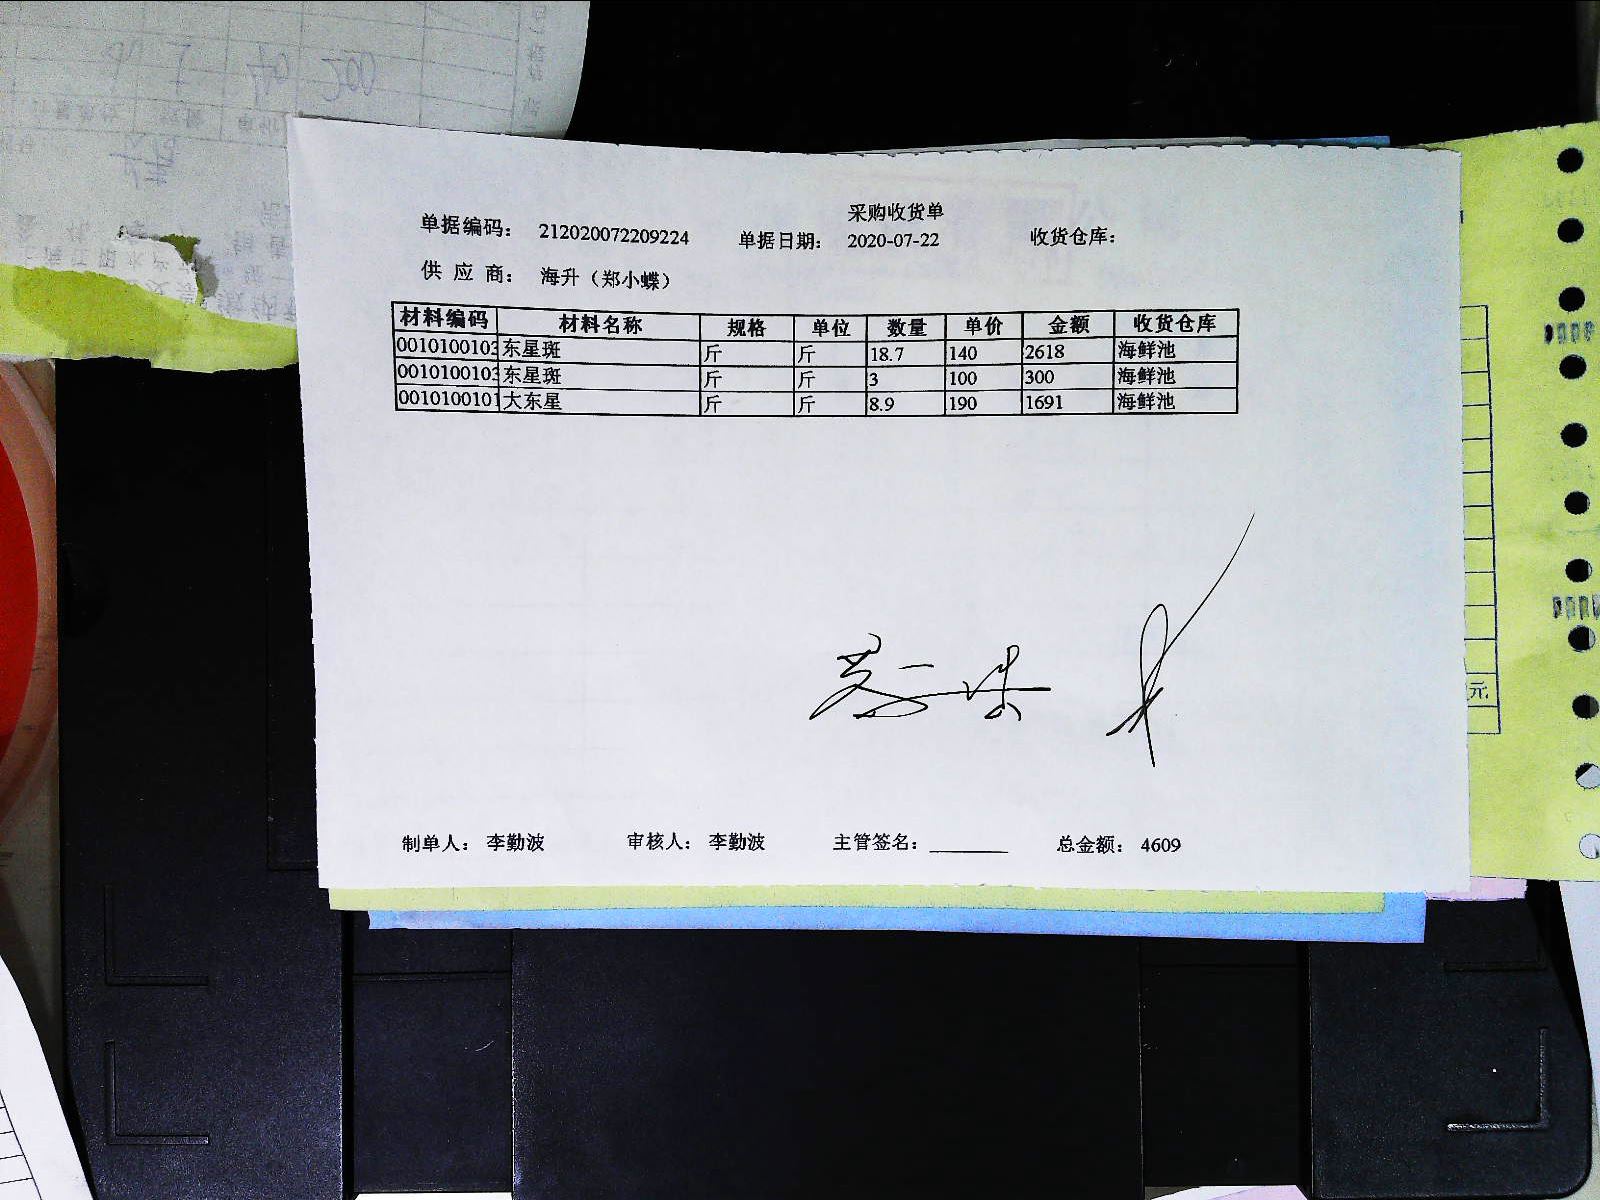 采购收货单
单据编码： 212020072209224 单据日期： 2020-07-22 收货仓库：
供 应 商： 海升（郑小蝶）
材料编码 材料名称 规格 单位 数量 单价 金额 收货仓库
0010100103 东星斑 斤 斤 18.7 140 2618 海鲜池
0010100103 东星斑 斤 斤 3 100 300 海鲜池
0010100101 大东星 斤 斤 8.9 190 1691 海鲜池
制单人： 李勤波 审核人： 李勤波 主管签名： 总金额： 4609
元